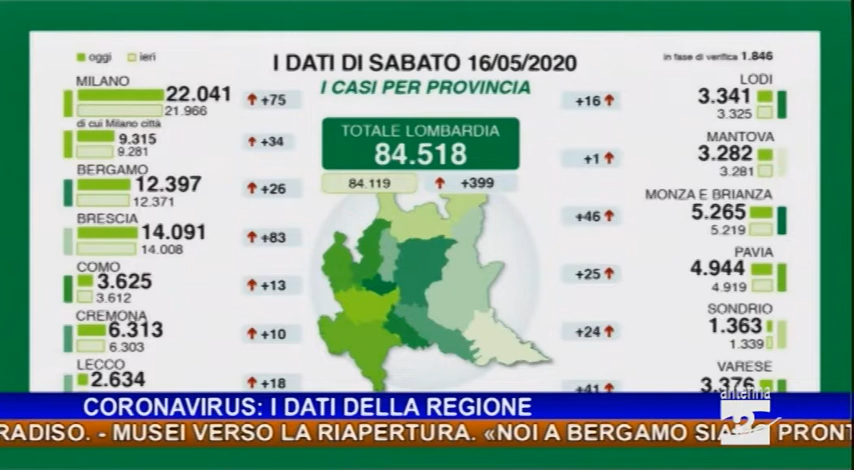 oggi ieri
I DATI DI SABATO 16/05/2020
in fase di verifica 1.846
I CASI PER PROVINCIA
MILANO
22.041
21.966
+75
di cui Milano città
9.315
9.281
+34
BERGAMO
12.397
12.371
+26
BRESCIA
14.091
14.008
+83
COMO
3.625
3.612
+13
CREMONA
6.313
6.303
+10
LECCO
2.634
+18
TOTALE LOMBARDIA
84.518
84.119
+399
LODI
+16
3.341
3.325
MANTOVA
+1
3.282
3.281
MONZA E BRIANZA
+46
5.265
5.219
PAVIA
+25
4.944
4.919
SONDRIO
+24
1.363
1.339
VARESE
+41
3.376
antenna
2
CORONAVIRUS: I DATI DELLA REGIONE
RADISO. - MUSEI VERSO LA RIAPERTURA. «NOI A BERGAMO SIAMO PRONT